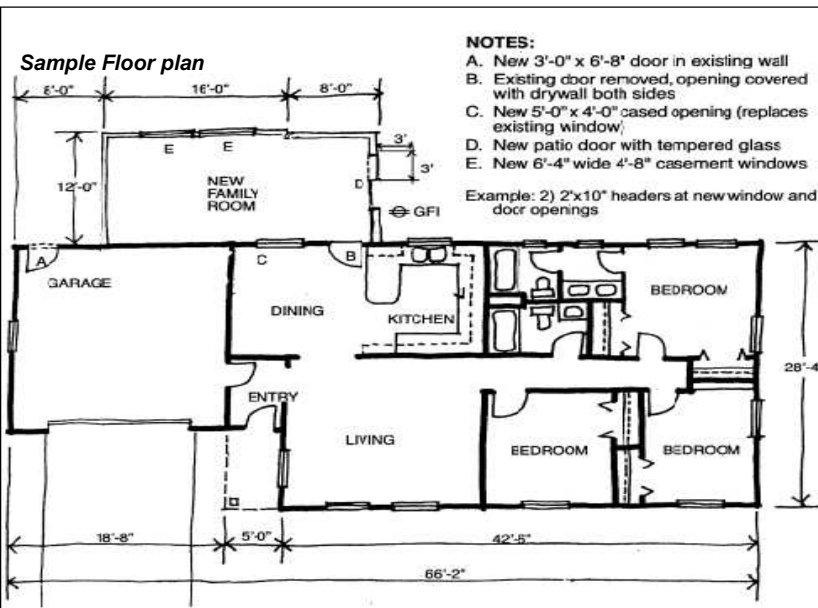 Sample Floor plan
NOTES:
A. New 3'-0" x 6'-8" door in existing wall
B. Existing door removed, opening covered
with drywall both sides
C. New 5'-0" x 4'-0" cased opening (replaces
existing window)
D. New patio door with tempered glass
E. New 6'-4" wide 4'-8" casement windows
Example: 2) 2"x10" headers at new window and
door openings
8'-0" 16'-0" 8'-0"
3'
3'
E E
12'-0"
NEW
FAMILY
ROOM
D
GFI
A
C
B
GARAGE
DINING
KITCHEN
BEDROOM
28'-4
ENTRY
LIVING
BEDROOM
BEDROOM
18'-8" 5'-0" 42'-6"
66'-2"